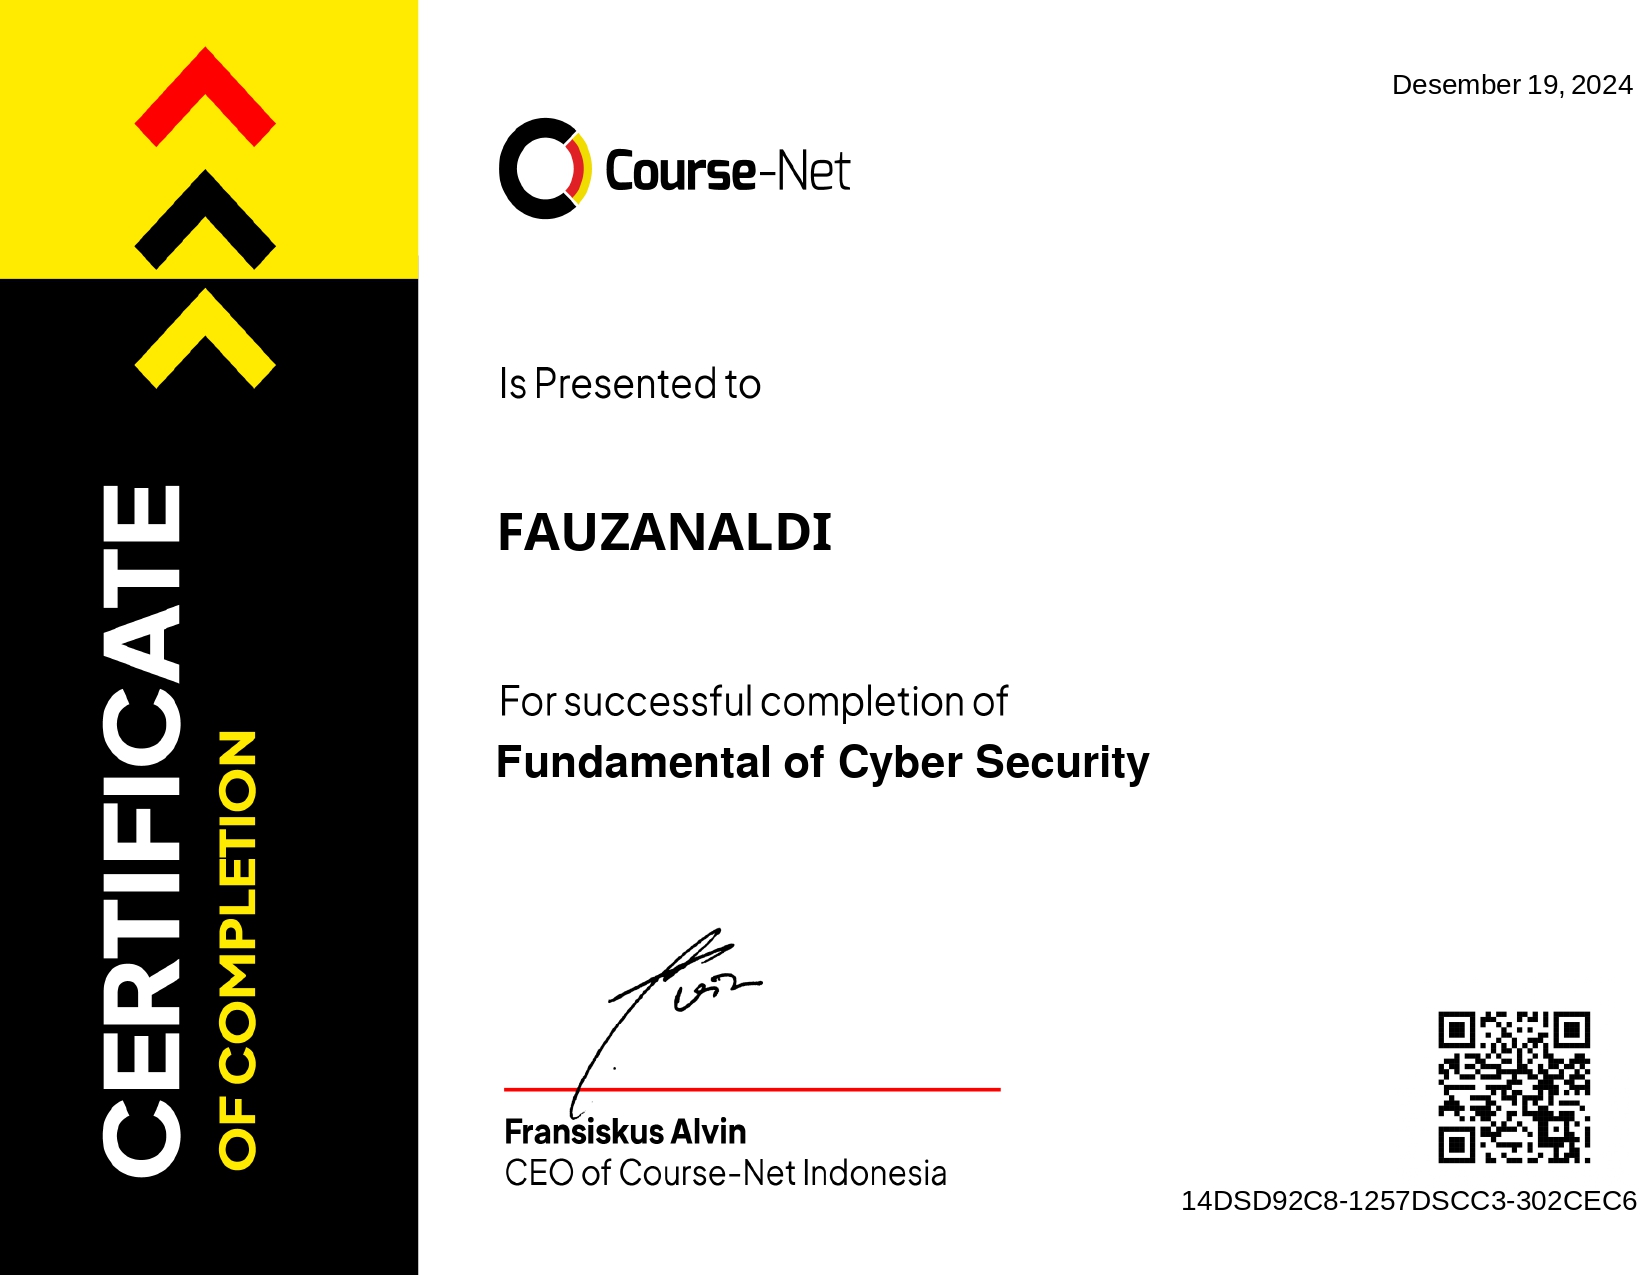 Desember 19, 2024
Course-Net
Is Presented to
FAUZANALDI
For successful completion of
Fundamental of Cyber Security
Alvin
Fransiskus Alvin
CEO of Course-Net Indonesia
14DSD92C8-1257DSCC3-302CEC6
CERTIFICATE
OF COMPLETION